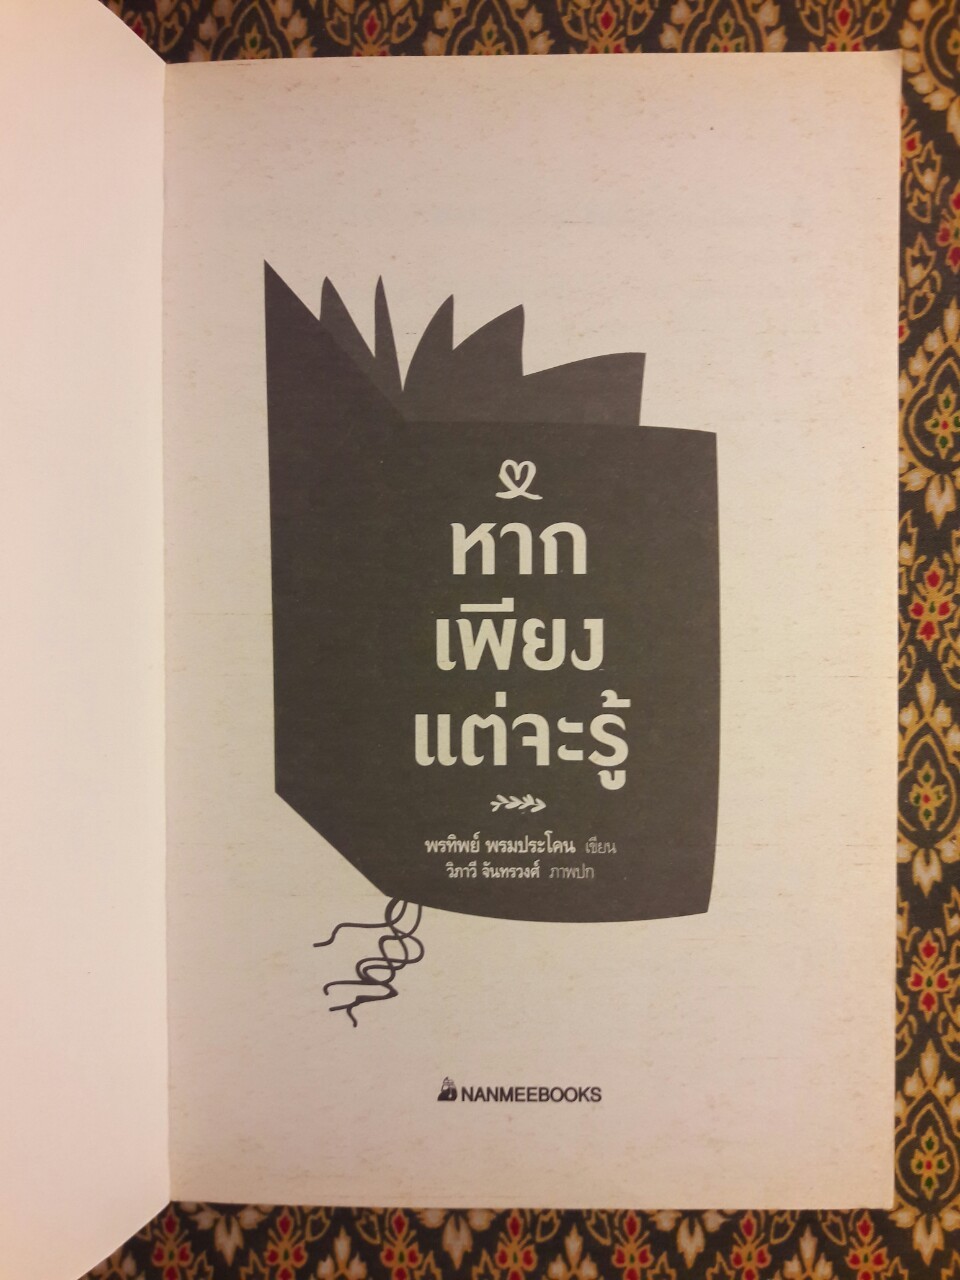 หาก
เพียง
แต่จะรู้
พรทิพย์ พรมประโคน เขียน
วิภาวี จันทรวงศ์ ภาพปก
NANMEEBOOKS